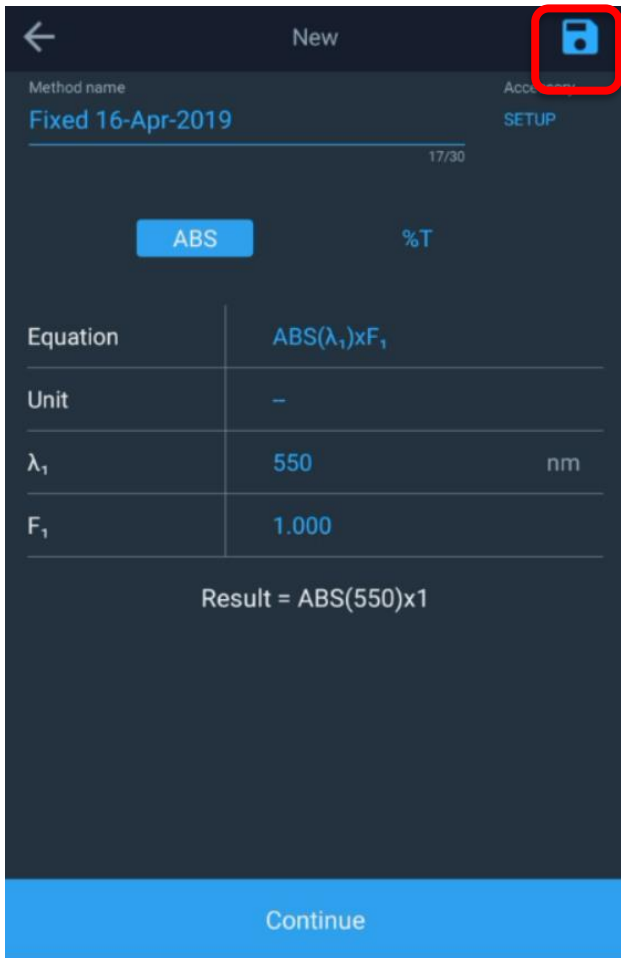 New
Method name
Accessory
Fixed 16-Apr-2019
SETUP
17/30
ABS %T
Equation ABS(λ₁)xF₁
Unit –
λ₁ 550 nm
F₁ 1.000
Result = ABS(550)x1
Continue